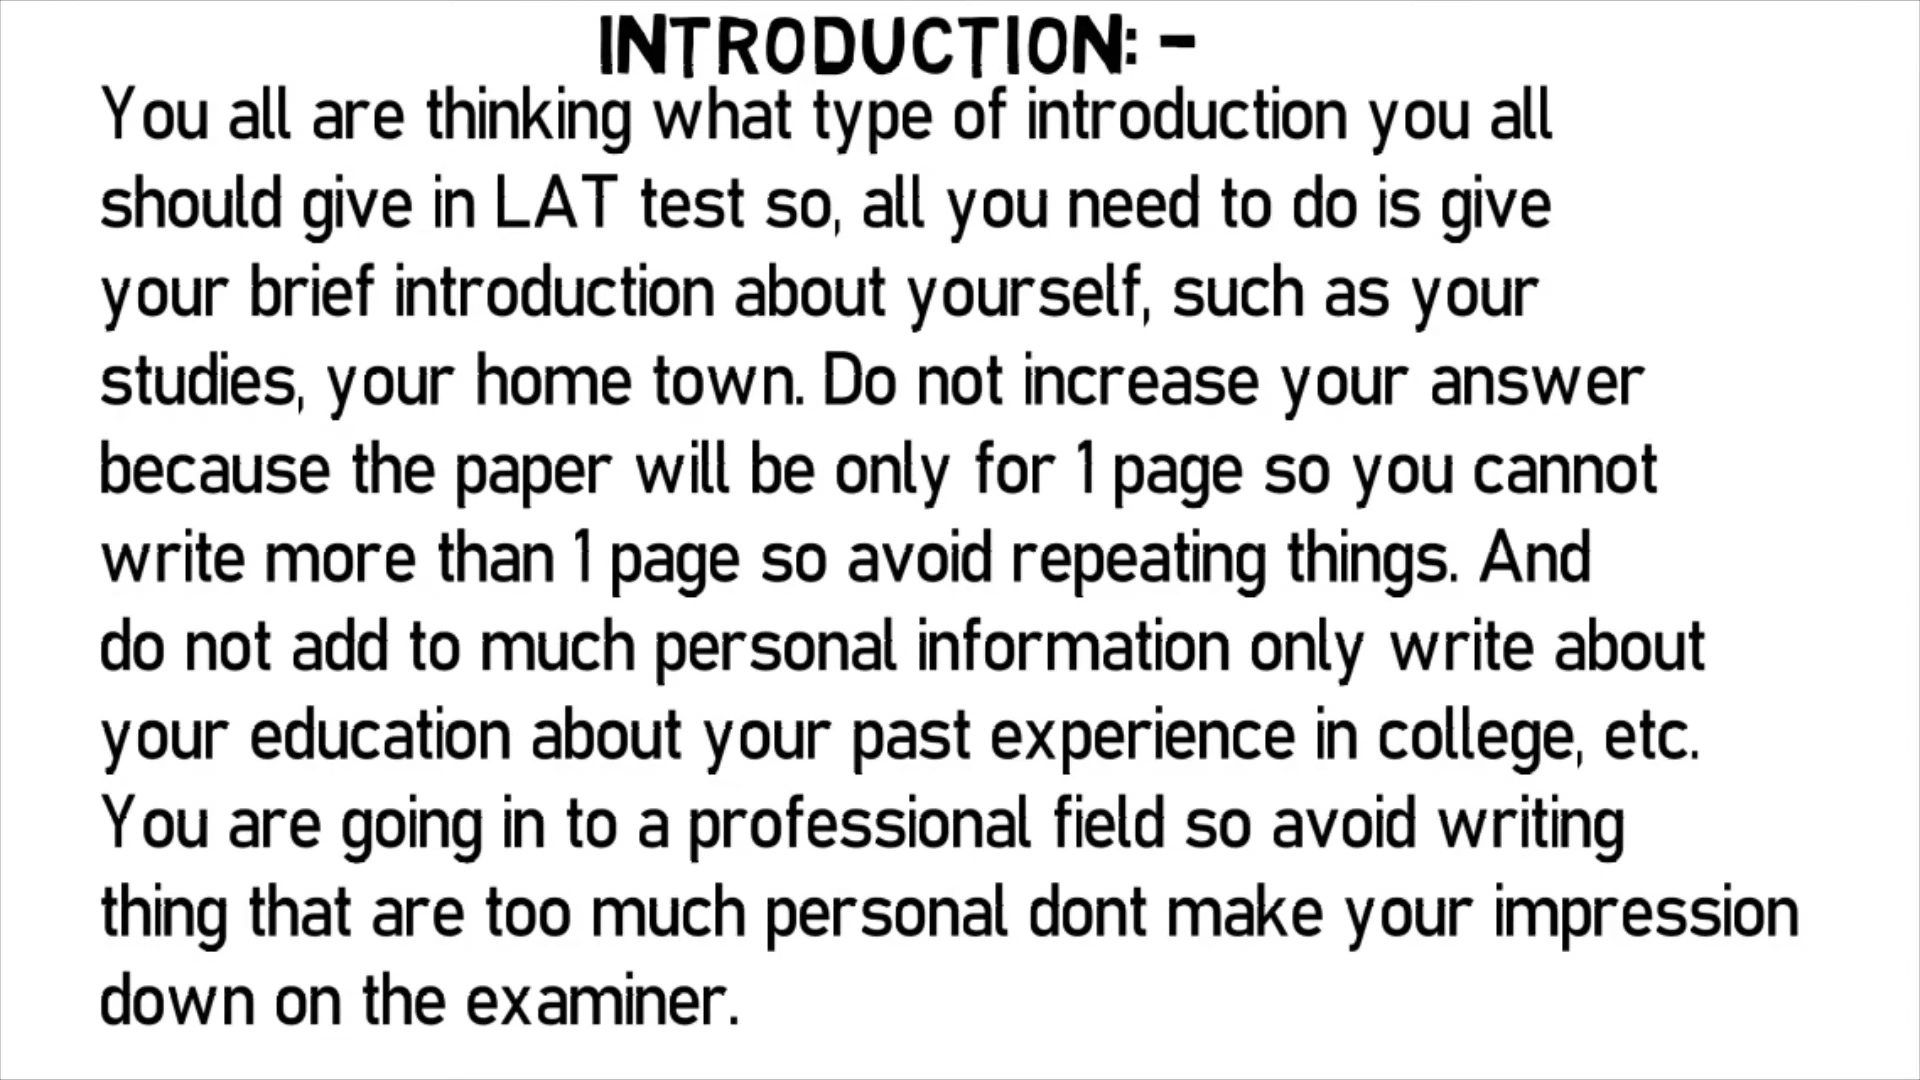 INTRODUCTION: -
You all are thinking what type of introduction you all
should give in LAT test so, all you need to do is give
your brief introduction about yourself, such as your
studies, your home town. Do not increase your answer
because the paper will be only for 1 page so you cannot
write more than 1 page so avoid repeating things. And
do not add to much personal information only write about
your education about your past experience in college, etc.
You are going in to a professional field so avoid writing
thing that are too much personal dont make your impression
down on the examiner.